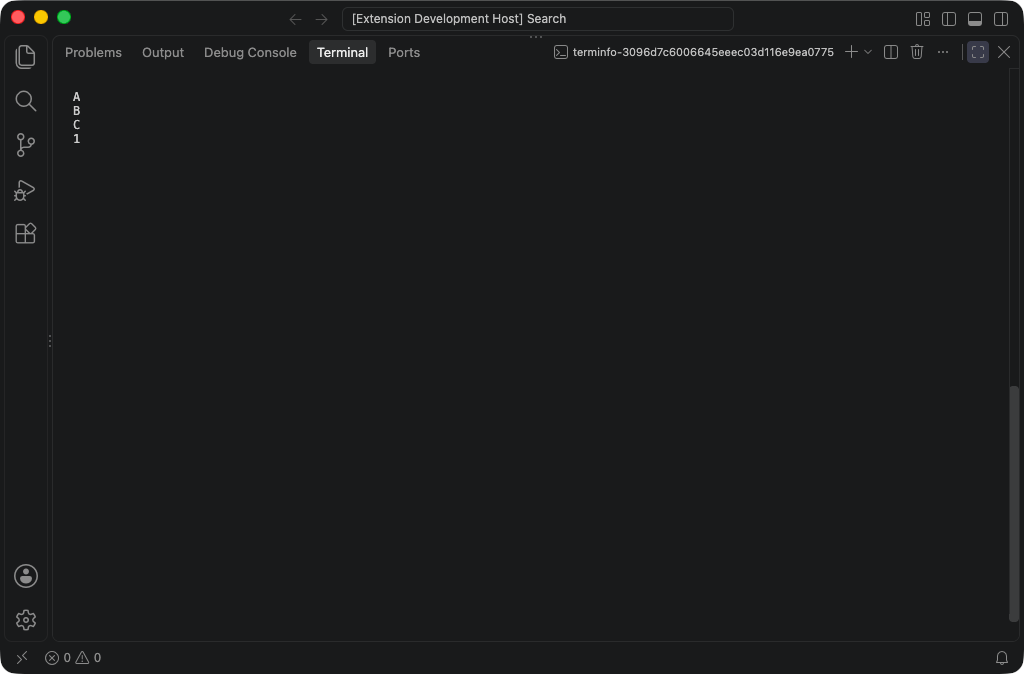 [Extension Development Host] Search
Problems Output Debug Console Terminal Ports terminfo-3096d7c6006645eeec03d116e9ea0775
A
B
C
1
0 0